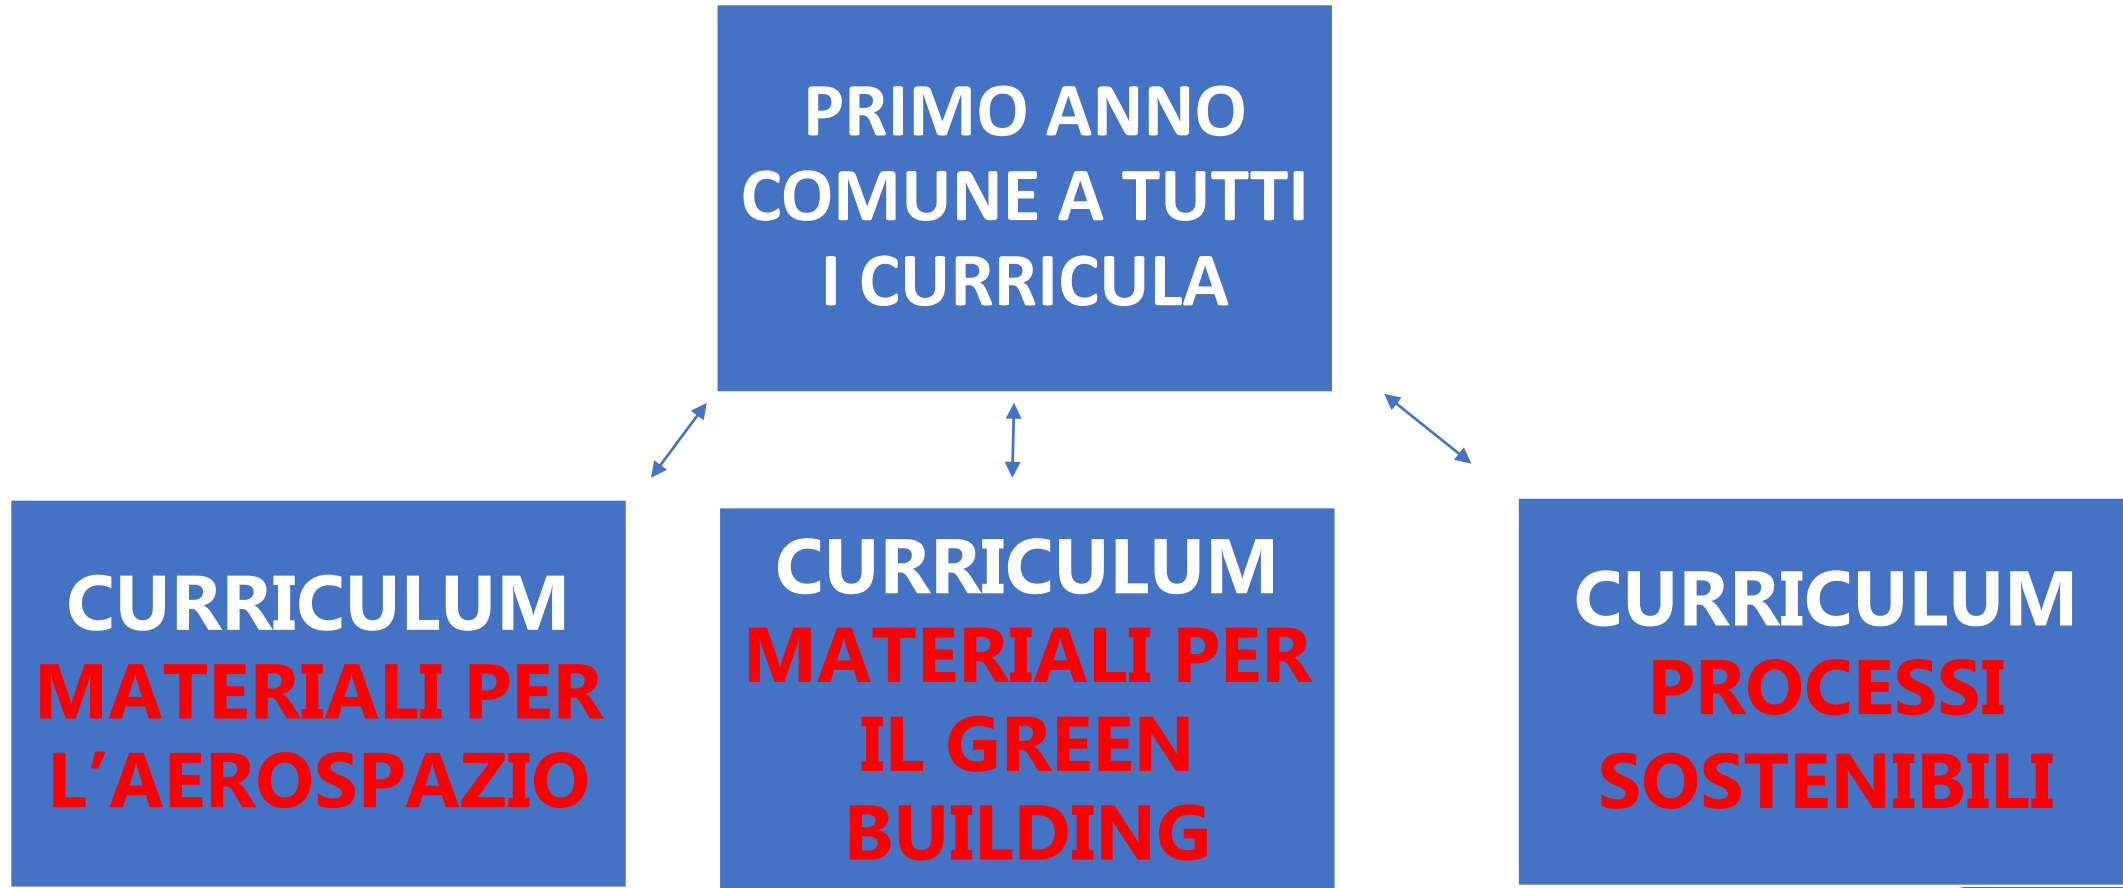 PRIMO ANNO
COMUNE A TUTTI
I CURRICULA
CURRICULUM
MATERIALI PER
L’AEROSPAZIO
CURRICULUM
MATERIALI PER
IL GREEN
BUILDING
CURRICULUM
PROCESSI
SOSTENIBILI